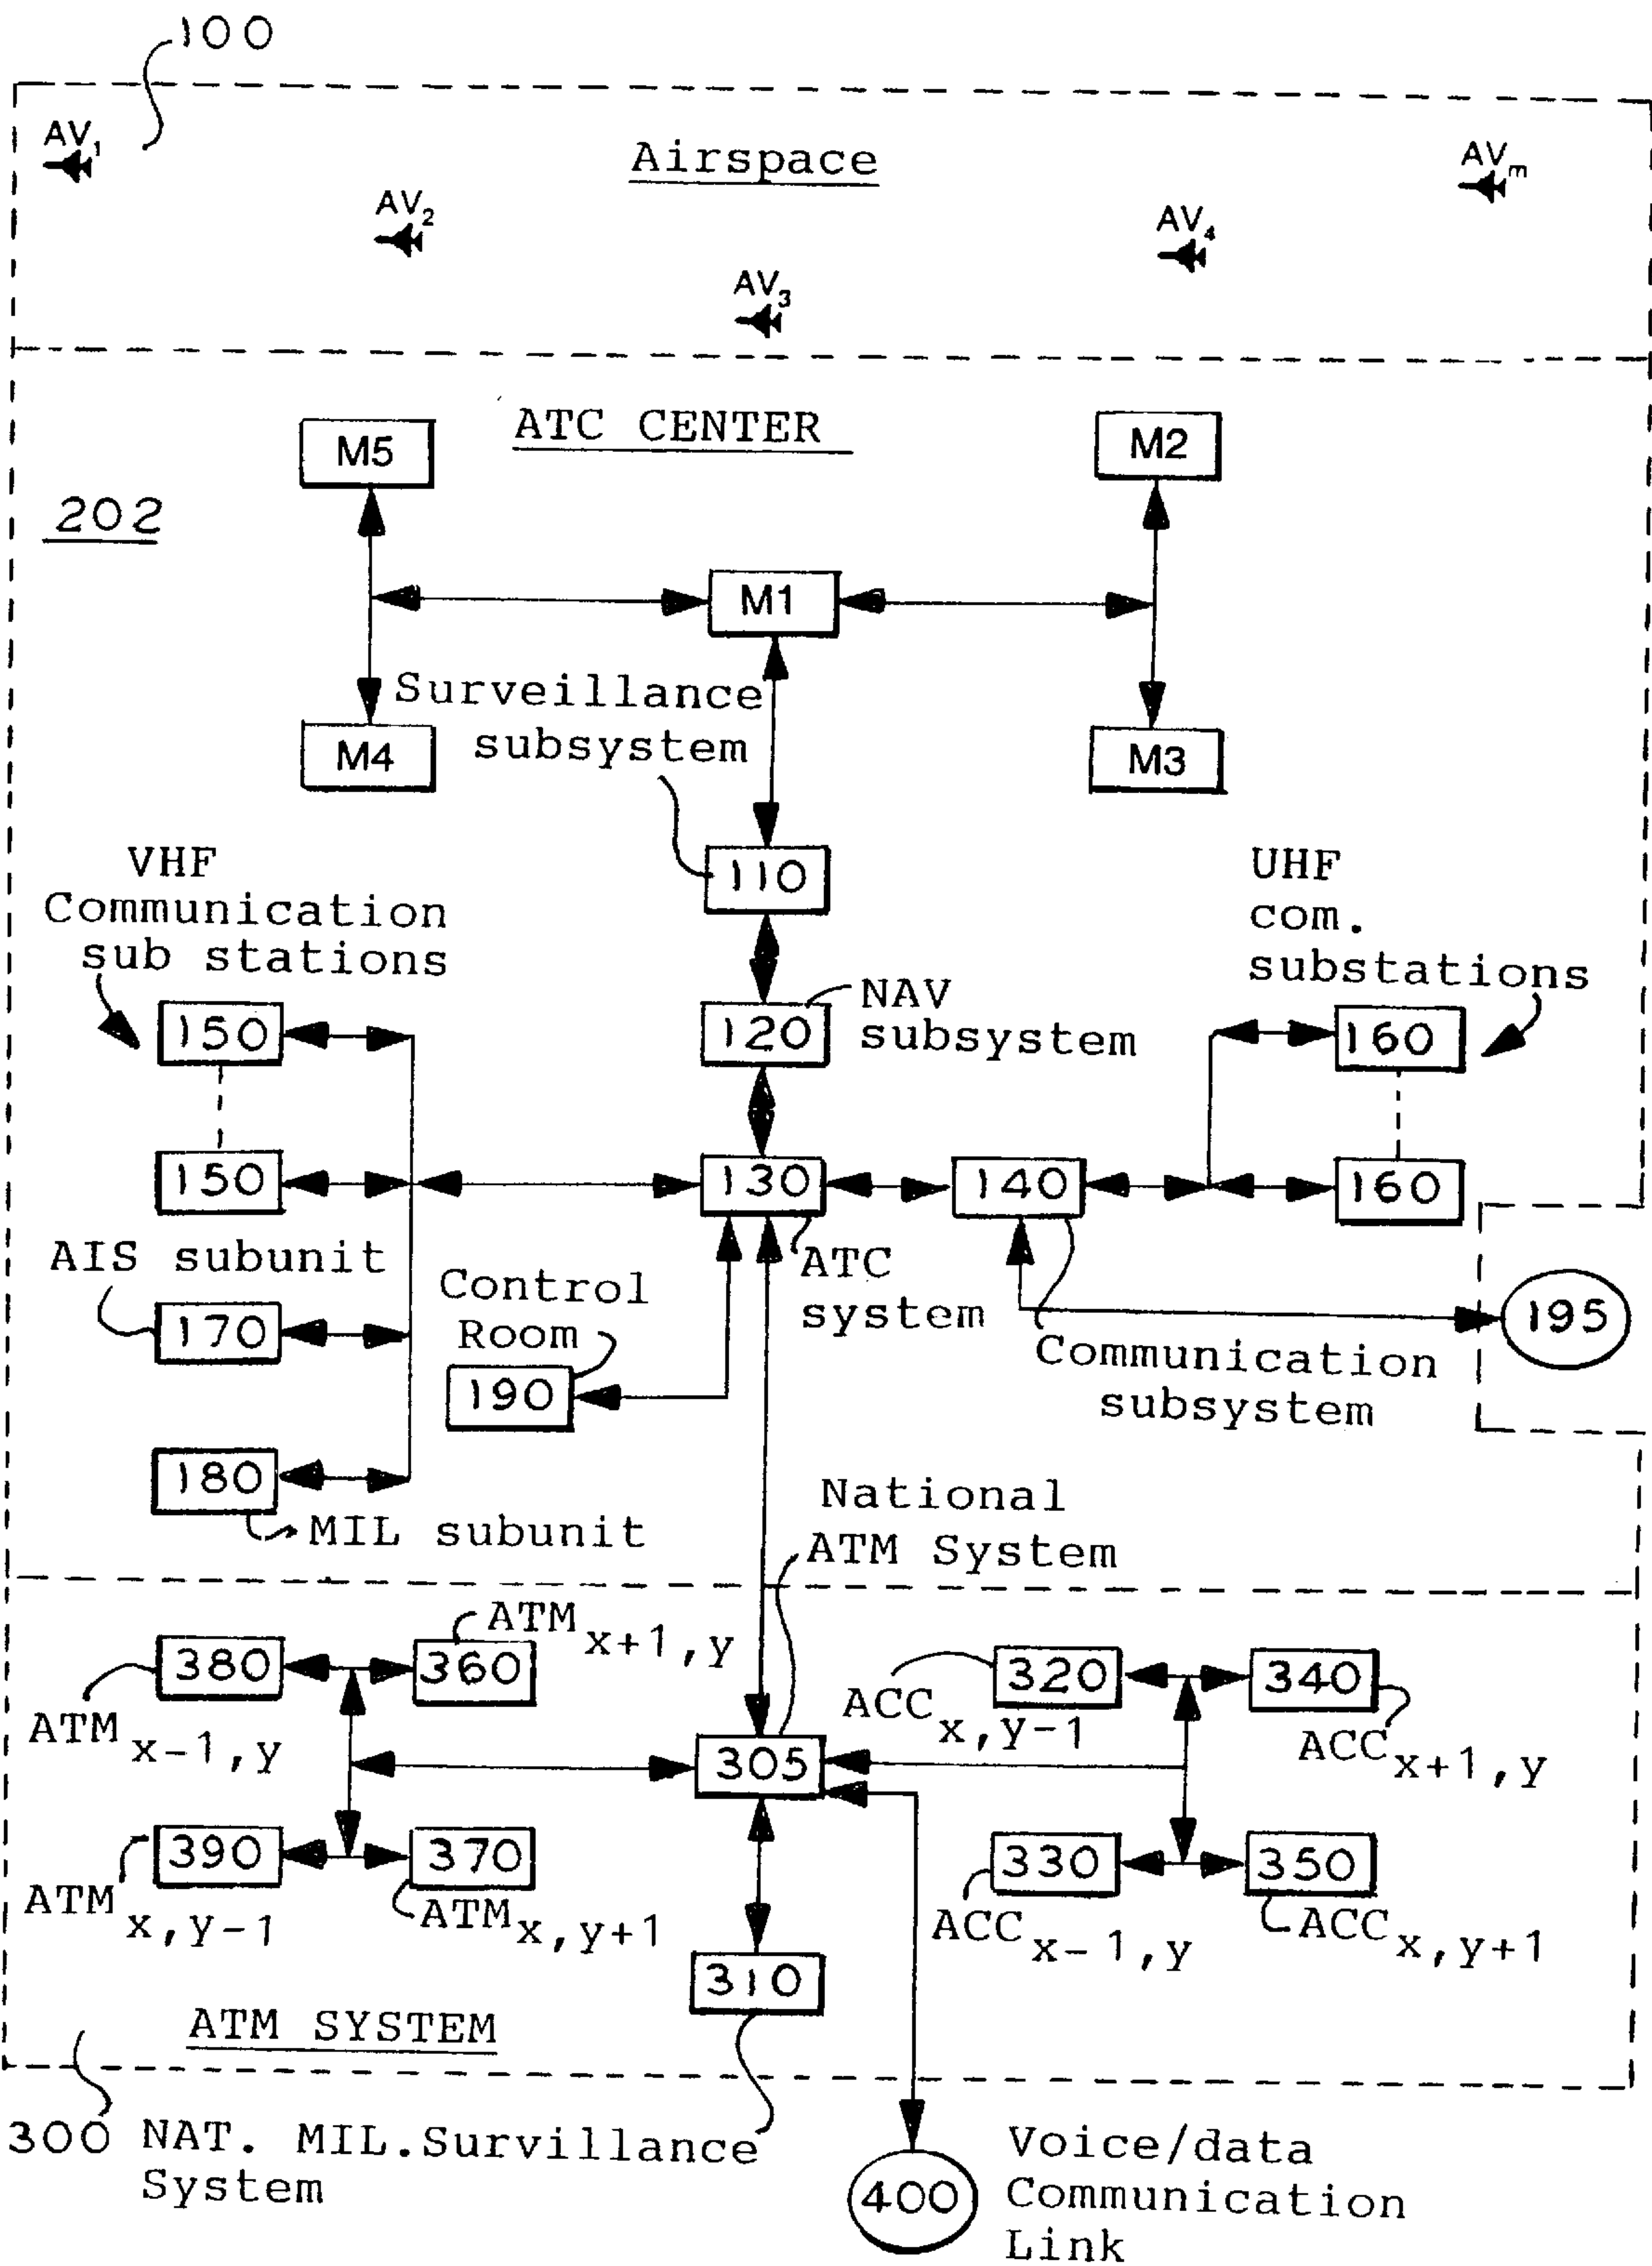 100
AV1
Airspace
AVm
AV2
AV4
AV3
ATC CENTER
M5
M2
202
M1
Surveillance
subsystem
M4
M3
VHF
Communication
sub stations
110
UHF
com.
substations
150
120
NAV
subsystem
160
150
130
140
160
AIS subunit
170
Control
Room
190
ATC
system
Communication
subsystem
195
180
MIL subunit
National
ATM System
380
360
ATM x+1,y
320
340
ATM x-1,y
305
ACC x,y-1
ACC x+1,y
390
370
330
350
ATM x,y-1
ATM x,y+1
ACC x-1,y
ACC x,y+1
310
ATM SYSTEM
300 NAT. MIL.Survillance
System
400
Voice/data
Communication
Link